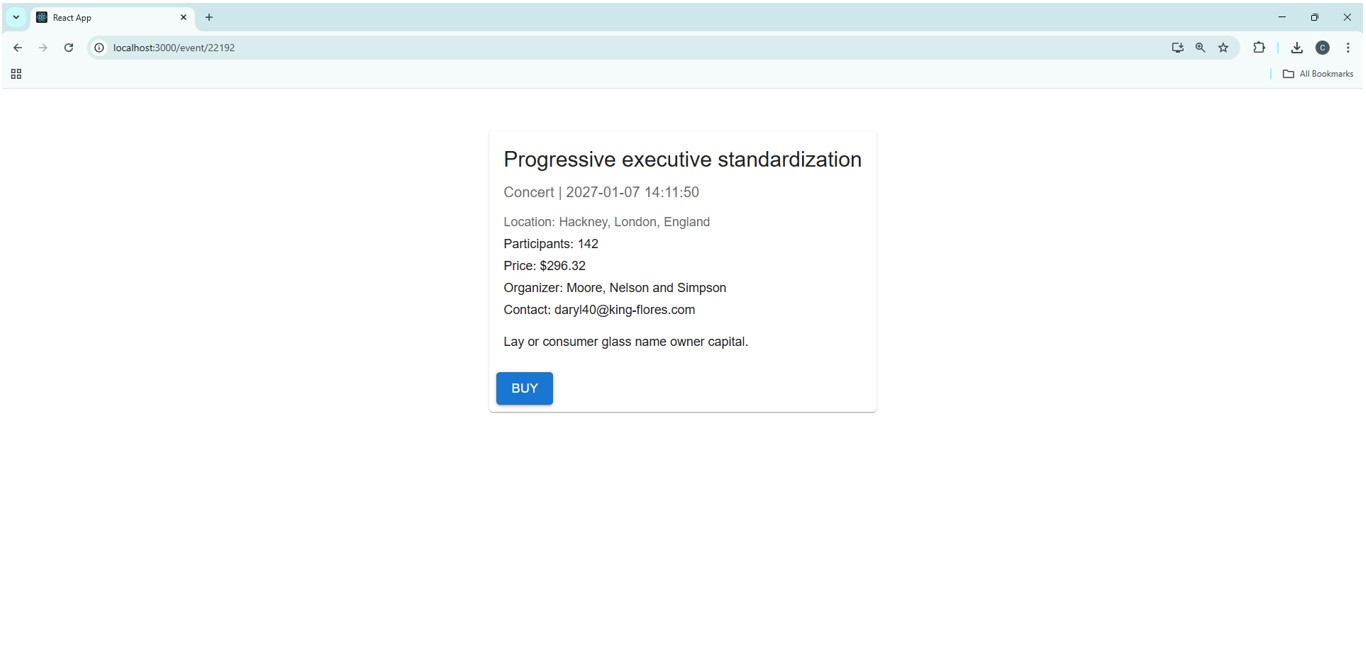 React App
localhost:3000/event/22192
C
All Bookmarks
Progressive executive standardization
Concert | 2027-01-07 14:11:50
Location: Hackney, London, England
Participants: 142
Price: $296.32
Organizer: Moore, Nelson and Simpson
Contact: daryl40@king-flores.com
Lay or consumer glass name owner capital.
BUY